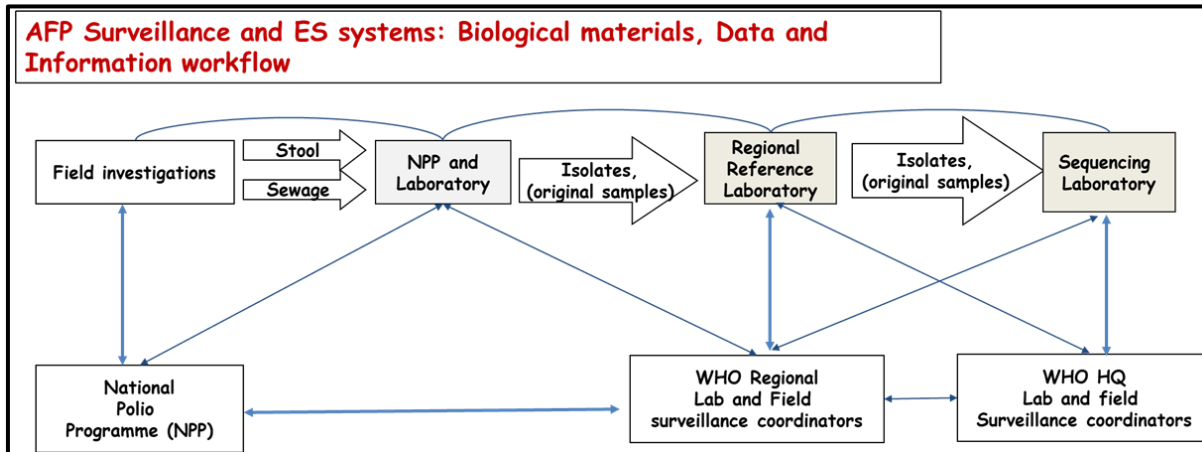 AFP Surveillance and ES systems: Biological materials, Data and
Information workflow
Field investigations
Stool
Sewage
NPP and
Laboratory
Isolates,
(original samples)
Regional
Reference
Laboratory
Isolates,
(original samples)
Sequencing
Laboratory
National
Polio
Programme (NPP)
WHO Regional
Lab and Field
surveillance coordinators
WHO HQ
Lab and field
Surveillance coordinators